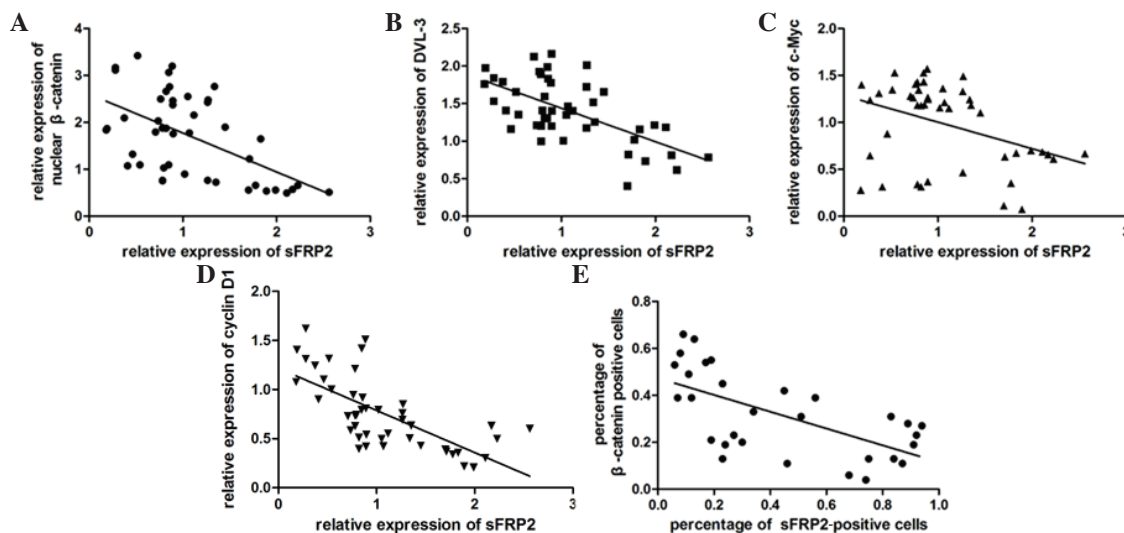 A
relative expression of
nuclear β-catenin
4
3
2
1
0
0
1
2
3
relative expression of sFRP2
B
relative expression of DVL-3
2.5
2.0
1.5
1.0
0.5
0.0
0
1
2
3
relative expression of sFRP2
C
relative expression of c-Myc
2.0
1.5
1.0
0.5
0.0
0
1
2
3
relative expression of sFRP2
D
relative expression of cyclin D1
2.0
1.5
1.0
0.5
0.0
0
1
2
3
relative expression of sFRP2
E
percentage of
β-catenin positive cells
0.8
0.6
0.4
0.2
0.0
0.0
0.2
0.4
0.6
0.8
1.0
percentage of sFRP2-positive cells